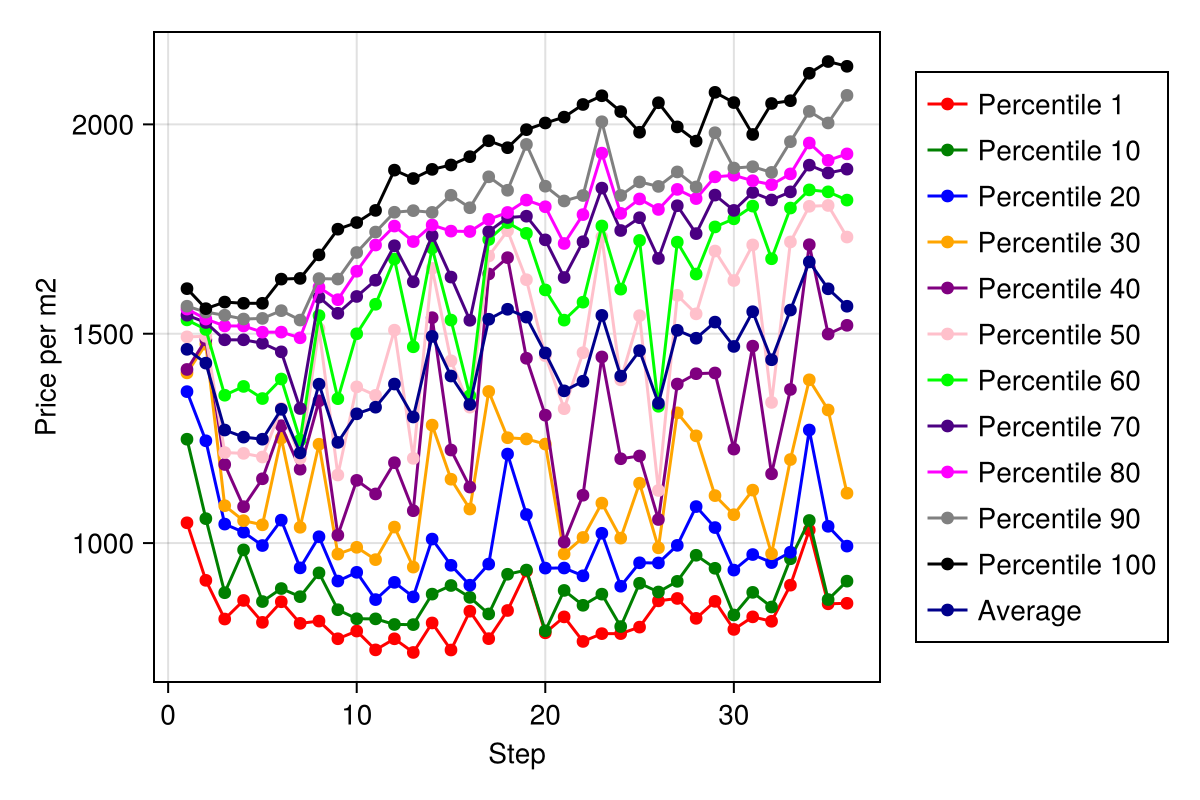 2000
1500
1000
Price per m2
0 10 20 30
Step
Percentile 1
Percentile 10
Percentile 20
Percentile 30
Percentile 40
Percentile 50
Percentile 60
Percentile 70
Percentile 80
Percentile 90
Percentile 100
Average